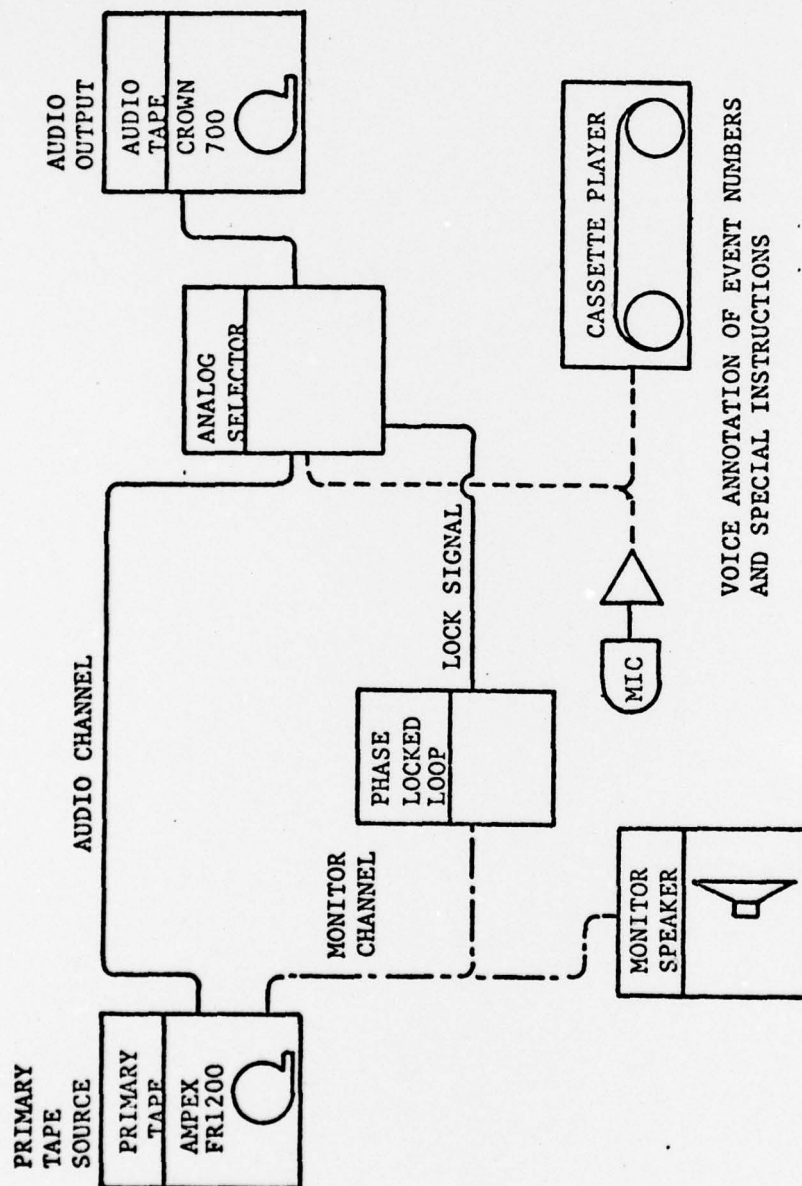 PRIMARY
TAPE
SOURCE
PRIMARY
TAPE
AMPEX
FR1200
AUDIO CHANNEL
MONITOR
CHANNEL
MONITOR
SPEAKER
PHASE
LOCKED
LOOP
LOCK SIGNAL
MIC
ANALOG
SELECTOR
AUDIO
OUTPUT
AUDIO
TAPE
CROWN
700
CASSETTE PLAYER
VOICE ANNOTATION OF EVENT NUMBERS
AND SPECIAL INSTRUCTIONS